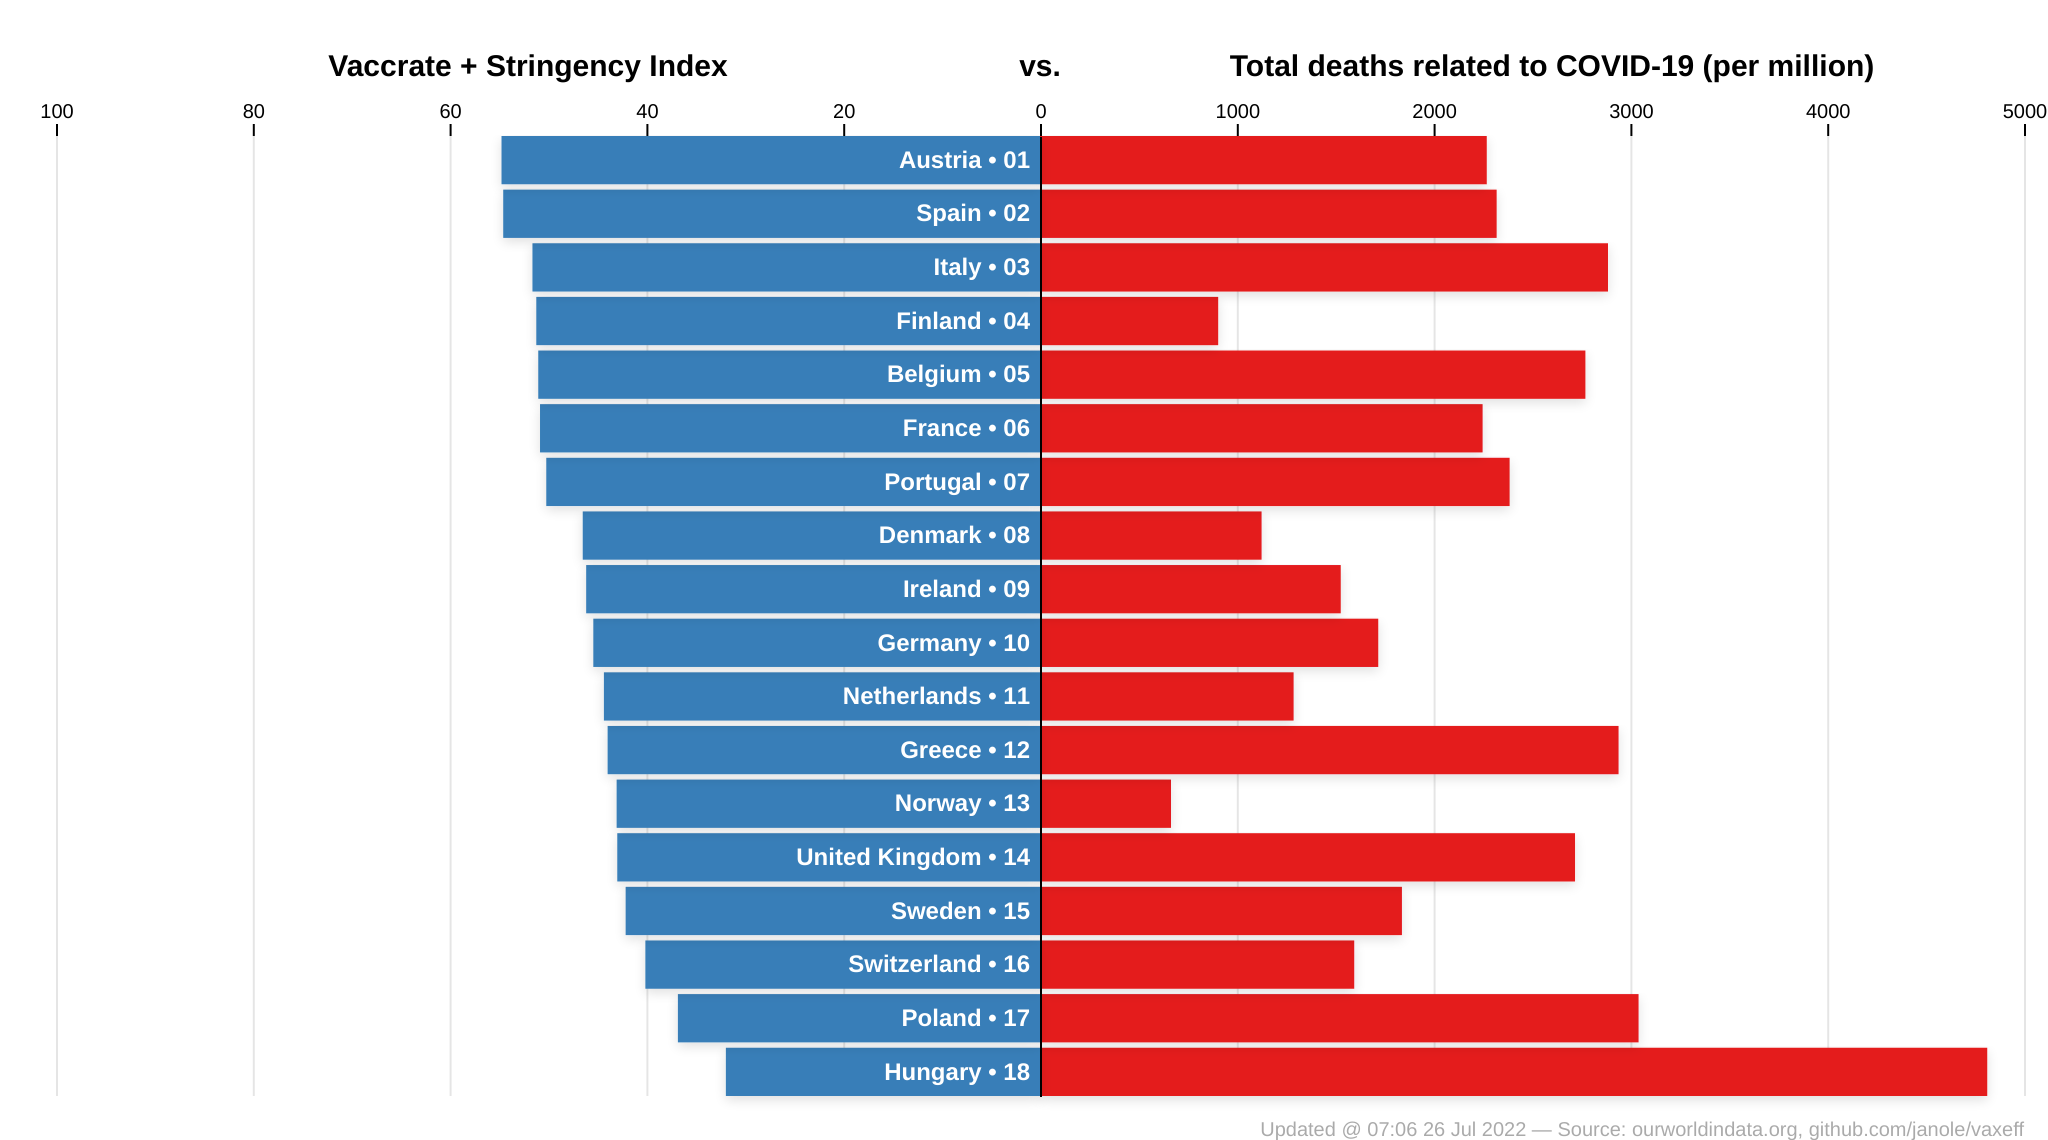 Vaccrate + Stringency Index vs. Total deaths related to COVID-19 (per million)
100 80 60 40 20 0 1000 2000 3000 4000 5000
Austria • 01
Spain • 02
Italy • 03
Finland • 04
Belgium • 05
France • 06
Portugal • 07
Denmark • 08
Ireland • 09
Germany • 10
Netherlands • 11
Greece • 12
Norway • 13
United Kingdom • 14
Sweden • 15
Switzerland • 16
Poland • 17
Hungary • 18
Updated @ 07:06 26 Jul 2022 — Source: ourworldindata.org, github.com/janole/vaxeff